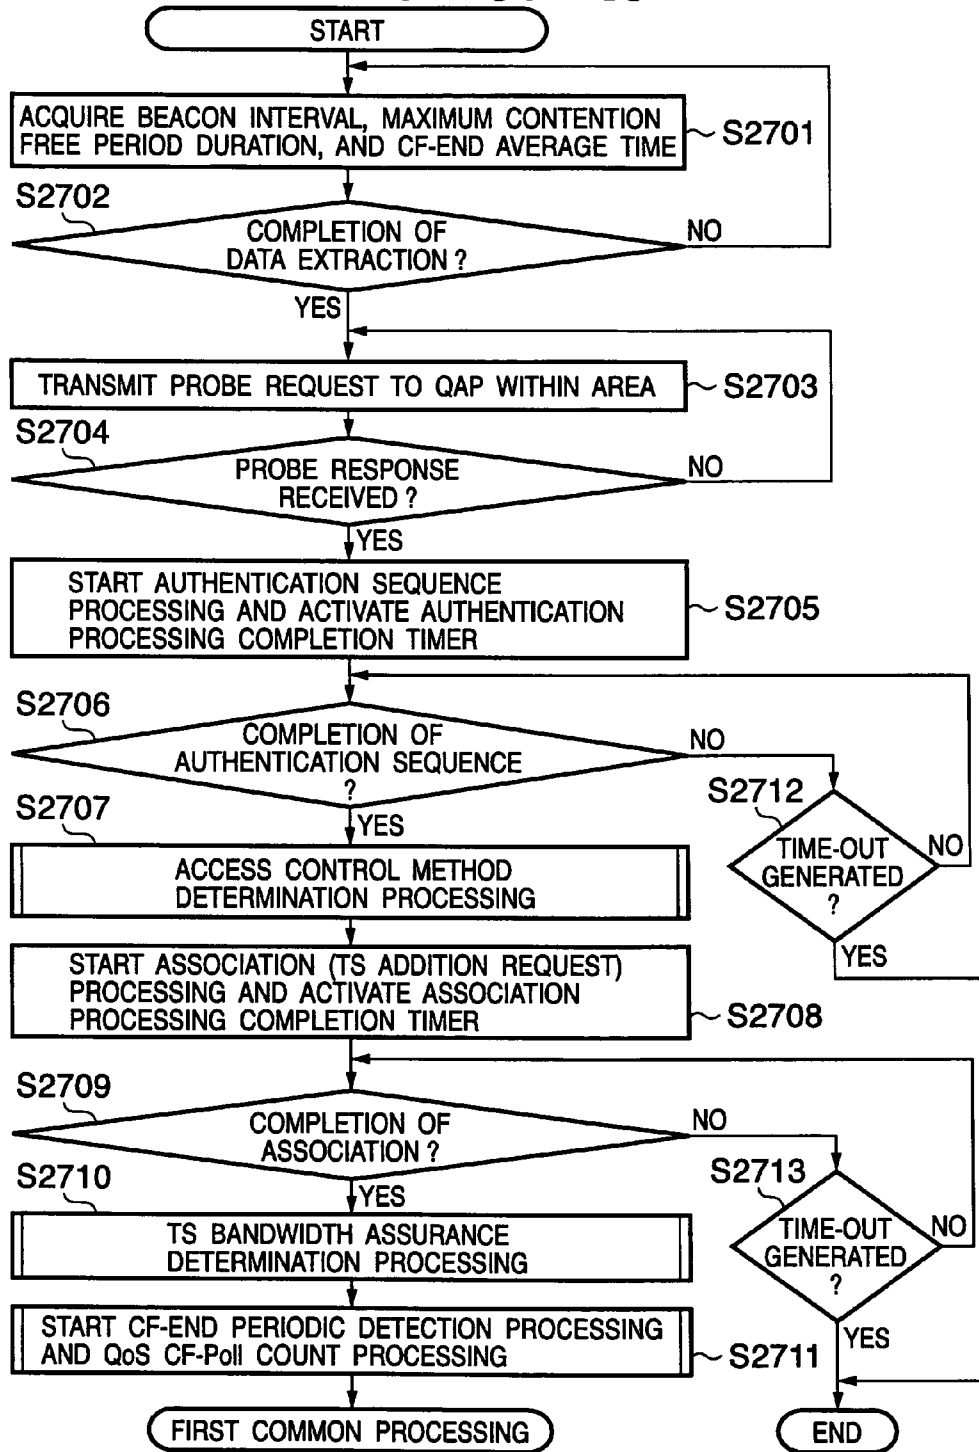 START
ACQUIRE BEACON INTERVAL, MAXIMUM CONTENTION
FREE PERIOD DURATION, AND CF-END AVERAGE TIME
S2701
S2702
COMPLETION OF
DATA EXTRACTION ?
NO
YES
TRANSMIT PROBE REQUEST TO QAP WITHIN AREA
S2703
S2704
PROBE RESPONSE
RECEIVED ?
NO
YES
START AUTHENTICATION SEQUENCE
PROCESSING AND ACTIVATE AUTHENTICATION
PROCESSING COMPLETION TIMER
S2705
S2706
COMPLETION OF
AUTHENTICATION SEQUENCE
?
NO
YES
S2712
TIME-OUT
GENERATED
?
NO
YES
S2707
ACCESS CONTROL METHOD
DETERMINATION PROCESSING
START ASSOCIATION (TS ADDITION REQUEST)
PROCESSING AND ACTIVATE ASSOCIATION
PROCESSING COMPLETION TIMER
S2708
S2709
COMPLETION OF
ASSOCIATION ?
NO
YES
S2713
TIME-OUT
GENERATED
?
NO
YES
S2710
TS BANDWIDTH ASSURANCE
DETERMINATION PROCESSING
START CF-END PERIODIC DETECTION PROCESSING
AND QoS CF-Poll COUNT PROCESSING
S2711
FIRST COMMON PROCESSING
END